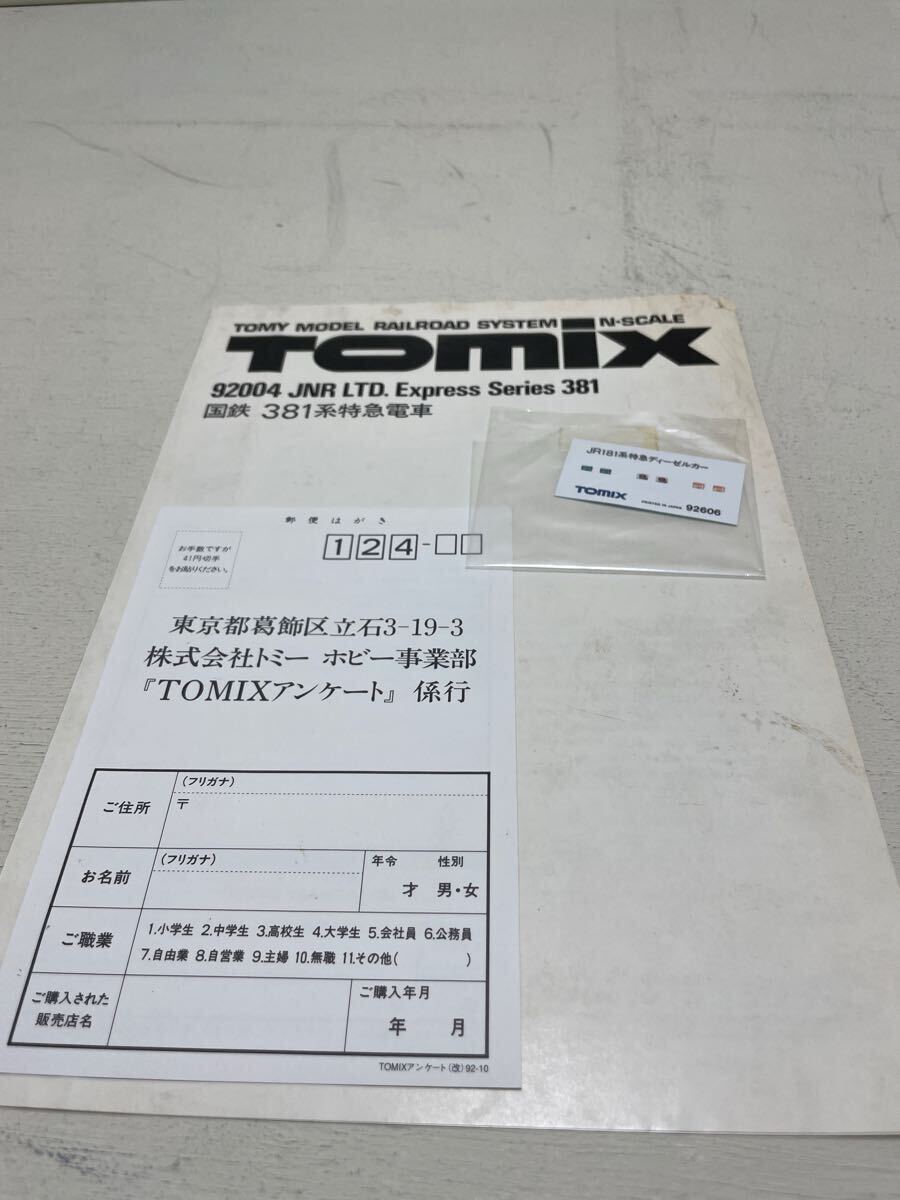 TOMY MODEL RAILROAD SYSTEM N-SCALE
TOMIX
92004 JNR LTD. Express Series 381
国鉄 381系特急電車
JR181系特急ディーゼルカー
TOMIX PRINTED IN JAPAN 92606
郵便はがき
お手数ですが
41円切手
をお貼りください。
124-□□
東京都葛飾区立石3-19-3
株式会社トミー ホビー事業部
『TOMIXアンケート』係行
ご住所
(フリガナ)
〒
お名前
(フリガナ)
年令 性別
才 男・女
ご職業
1.小学生 2.中学生 3.高校生 4.大学生 5.会社員 6.公務員
7.自由業 8.自営業 9.主婦 10.無職 11.その他( )
ご購入された
販売店名
ご購入年月
年 月
TOMIXアンケート(改)92-10